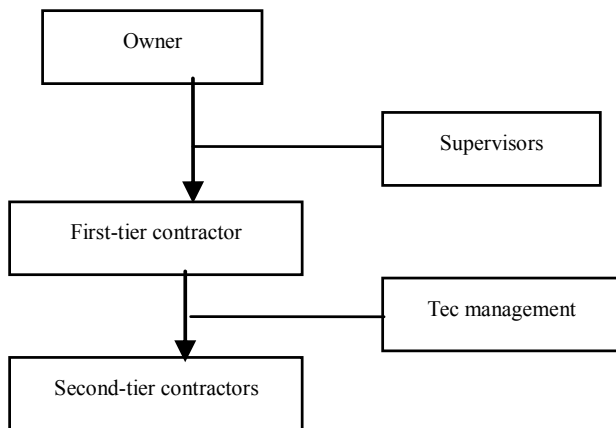 Owner
Supervisors
First-tier contractor
Tec management
Second-tier contractors